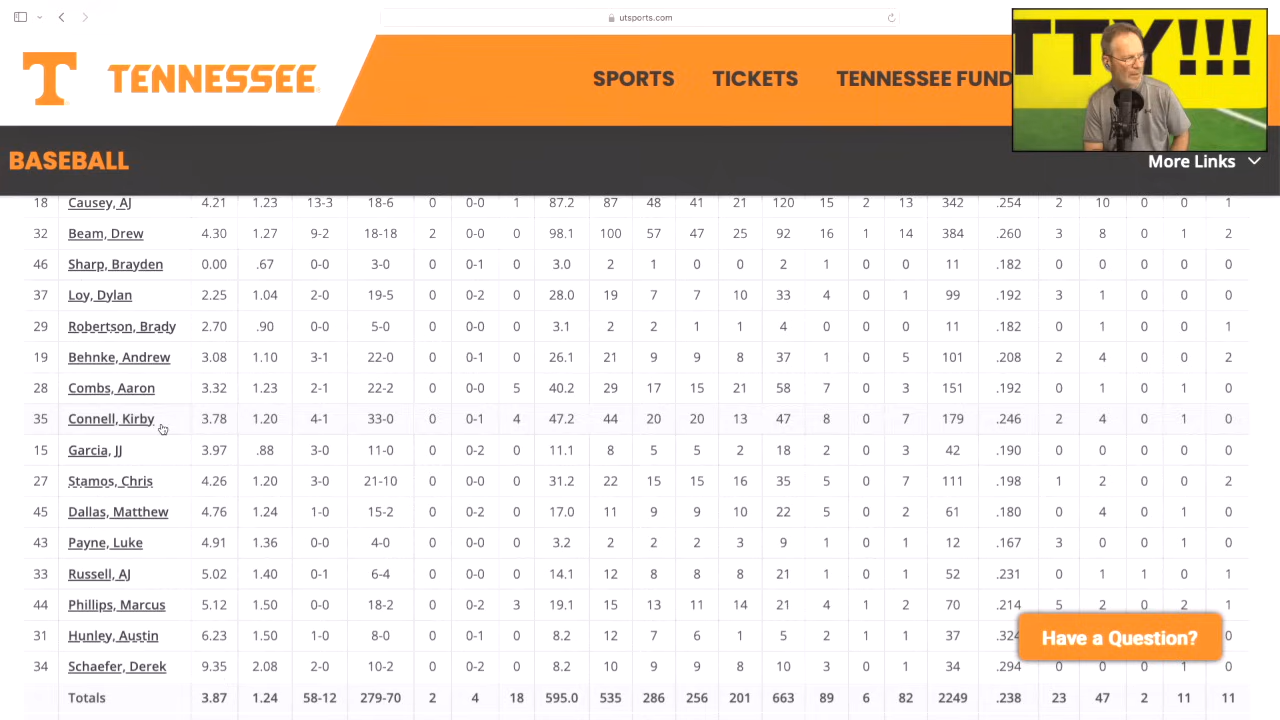 utsports.com
TTY!!!
T TENNESSEE
SPORTS TICKETS TENNESSEE FUND
BASEBALL
More Links
18 Causey, AJ 4.21 1.23 13-3 18-6 0 0-0 1 87.2 87 48 41 21 120 15 2 13 342 .254 2 10 0 0 1
32 Beam, Drew 4.30 1.27 9-2 18-18 2 0-0 0 98.1 100 57 47 25 92 16 1 14 384 .260 3 8 0 1 2
46 Sharp, Brayden 0.00 .67 0-0 3-0 0 0-1 0 3.0 2 1 0 0 2 1 0 0 11 .182 0 0 0 0 0
37 Loy, Dylan 2.25 1.04 2-0 19-5 0 0-2 0 28.0 19 7 7 10 33 4 0 1 99 .192 3 1 0 0 0
29 Robertson, Brady 2.70 .90 0-0 5-0 0 0-0 0 3.1 2 2 1 1 4 0 0 0 11 .182 0 1 0 0 1
19 Behnke, Andrew 3.08 1.10 3-1 22-0 0 0-1 0 26.1 21 9 9 8 37 1 0 5 101 .208 2 4 0 0 2
28 Combs, Aaron 3.32 1.23 2-1 22-2 0 0-0 5 40.2 29 17 15 21 58 7 0 3 151 .192 0 1 0 1 0
35 Connell, Kirby 3.78 1.20 4-1 33-0 0 0-1 4 47.2 44 20 20 13 47 8 0 7 179 .246 2 4 0 1 0
15 Garcia, JJ 3.97 .88 3-0 11-0 0 0-2 0 11.1 8 5 5 2 18 2 0 3 42 .190 0 0 0 0 0
27 Stamos, Chris 4.26 1.20 3-0 21-10 0 0-0 0 31.2 22 15 15 16 35 5 0 7 111 .198 1 2 0 0 2
45 Dallas, Matthew 4.76 1.24 1-0 15-2 0 0-2 0 17.0 11 9 9 10 22 5 0 2 61 .180 0 4 0 1 0
43 Payne, Luke 4.91 1.36 0-0 4-0 0 0-0 0 3.2 2 2 2 3 9 1 0 1 12 .167 3 0 0 1 0
33 Russell, AJ 5.02 1.40 0-1 6-4 0 0-0 0 14.1 12 8 8 8 21 1 0 1 52 .231 0 1 1 0 1
44 Phillips, Marcus 5.12 1.50 0-0 18-2 0 0-2 3 19.1 15 13 11 14 21 4 1 2 70 .214 5 2 0 2 1
31 Hunley, Austin 6.23 1.50 1-0 8-0 0 0-1 0 8.2 12 7 6 1 5 2 1 1 37 .324 0
Have a Question?
34 Schaefer, Derek 9.35 2.08 2-0 10-2 0 0-2 0 8.2 10 9 9 8 10 3 0 1 34 .294 0 0 0 1 0
Totals 3.87 1.24 58-12 279-70 2 4 18 595.0 535 286 256 201 663 89 6 82 2249 .238 23 47 2 11 11